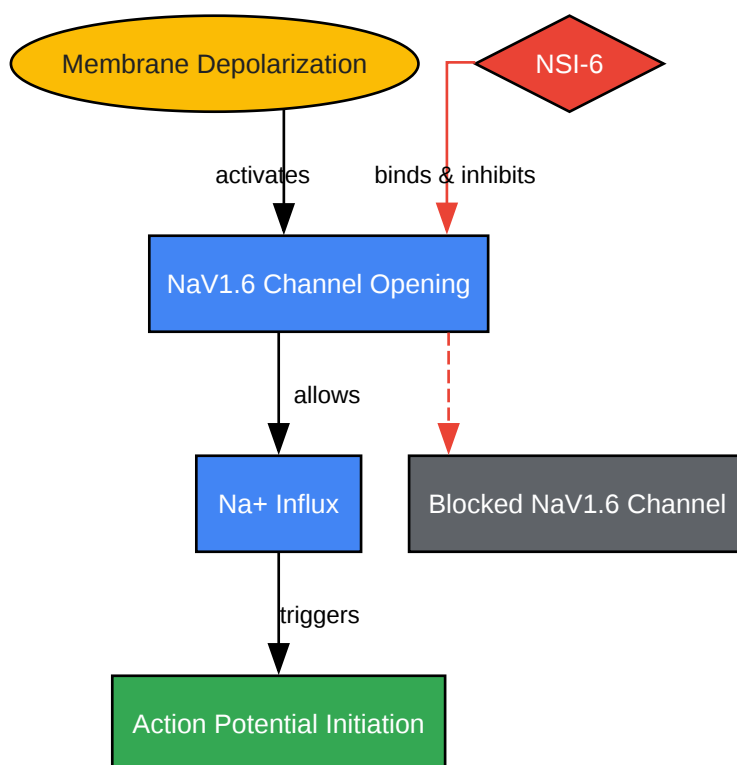 Membrane Depolarization
NSI-6
activates
binds & inhibits
NaV1.6 Channel Opening
allows
Na+ Influx
Blocked NaV1.6 Channel
triggers
Action Potential Initiation